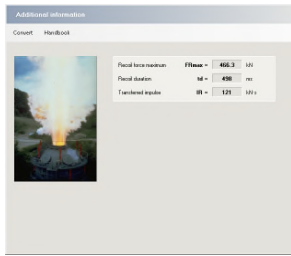 Additional information
Convert Handbook
Recoil force maximum FRmax = 466.3 kN
Recoil duration td = 498 ms
Transferred impulse IR = 121 kN s